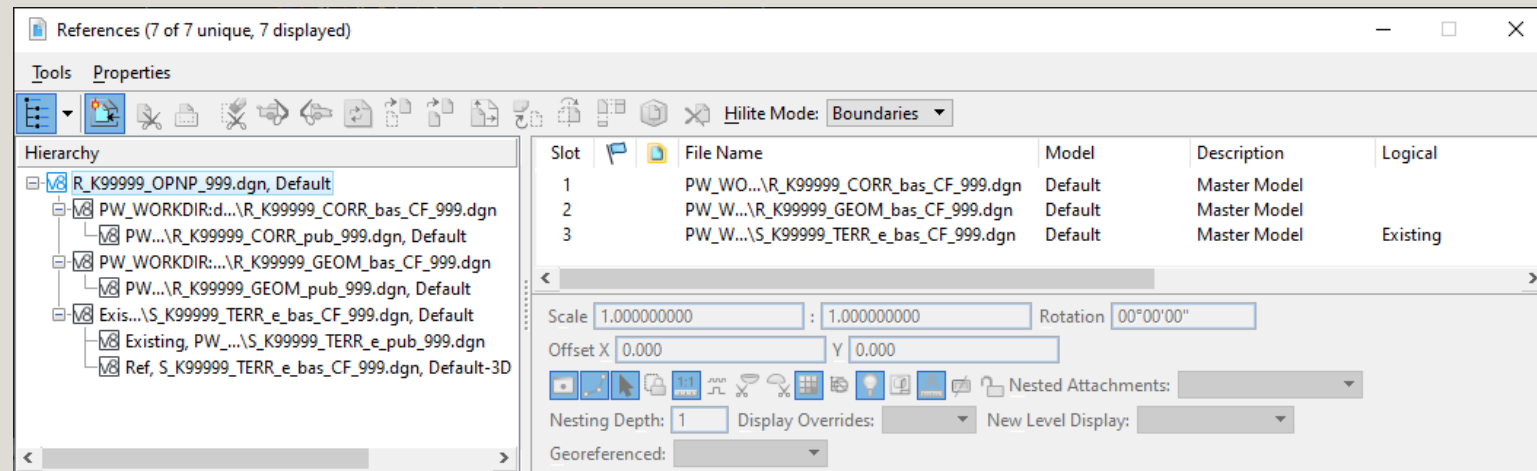 References (7 of 7 unique, 7 displayed)
Tools Properties
Hilite Mode: Boundaries
Hierarchy
R_K99999_OPNP_999.dgn, Default
PW_WORKDIR:d...\R_K99999_CORR_bas_CF_999.dgn
PW...\R_K99999_CORR_pub_999.dgn, Default
PW_WORKDIR:...\R_K99999_GEOM_bas_CF_999.dgn
PW...\R_K99999_GEOM_pub_999.dgn, Default
Exis...\S_K99999_TERR_e_bas_CF_999.dgn, Default
Existing, PW_...\S_K99999_TERR_e_pub_999.dgn
Ref, S_K99999_TERR_e_bas_CF_999.dgn, Default-3D
Slot File Name Model Description Logical
1 PW_WO...\R_K99999_CORR_bas_CF_999.dgn Default Master Model
2 PW_W...\R_K99999_GEOM_bas_CF_999.dgn Default Master Model
3 PW_W...\S_K99999_TERR_e_bas_CF_999.dgn Default Master Model Existing
Scale 1.000000000 : 1.000000000 Rotation 00°00'00"
Offset X 0.000 Y 0.000
1:1 Nested Attachments:
Nesting Depth: 1 Display Overrides: New Level Display:
Georeferenced: